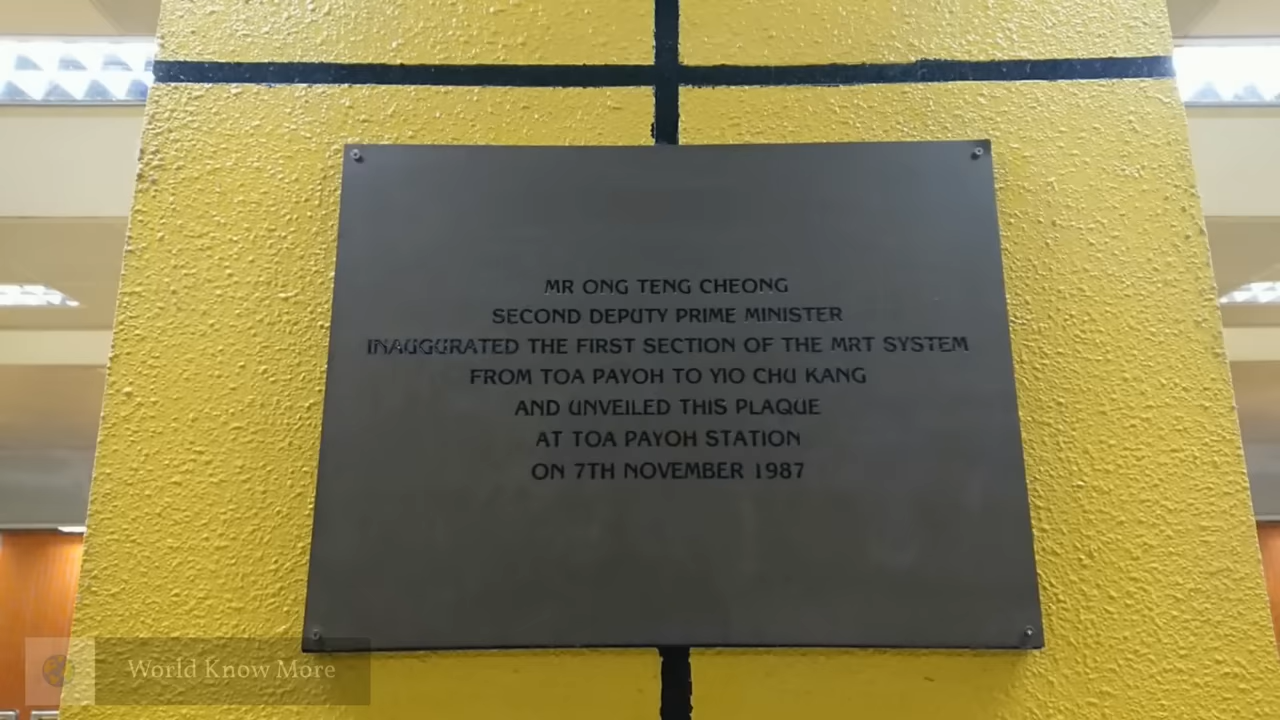 MR ONG TENG CHEONG
SECOND DEPUTY PRIME MINISTER
INAUGURATED THE FIRST SECTION OF THE MRT SYSTEM
FROM TOA PAYOH TO YIO CHU KANG
AND UNVEILED THIS PLAQUE
AT TOA PAYOH STATION
ON 7TH NOVEMBER 1987
World Know More